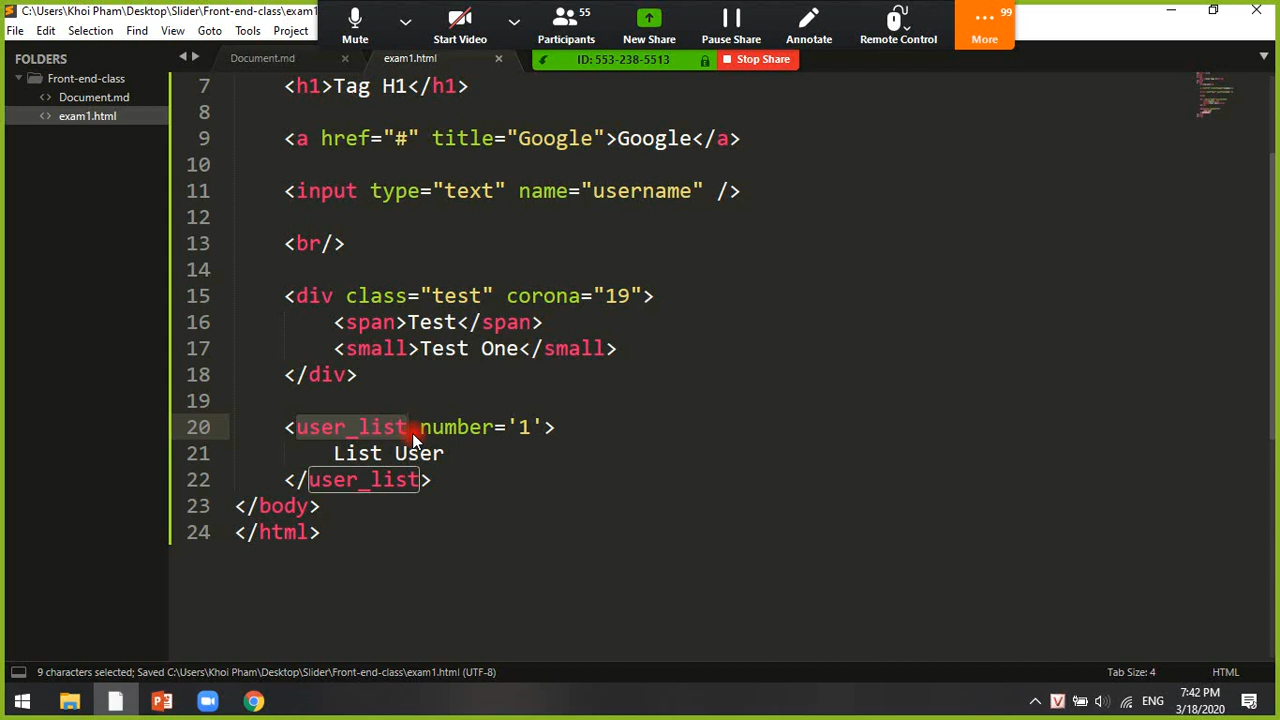 C:\Users\Khoi Pham\Desktop\Slider\Front-end-class\exam1
File Edit Selection Find View Goto Tools Project
Mute
Start Video
55
Participants
New Share
Pause Share
Annotate
Remote Control
99
More
ID: 553-238-5513
Stop Share
FOLDERS
Front-end-class
Document.md
exam1.html
Document.md
exam1.html
7 <h1>Tag H1</h1>
8
9 <a href="#" title="Google">Google</a>
10
11 <input type="text" name="username" />
12
13 <br/>
14
15 <div class="test" corona="19">
16 <span>Test</span>
17 <small>Test One</small>
18 </div>
19
20 <user_list number='1'>
21 List User
22 </user_list>
23 </body>
24 </html>
9 characters selected; Saved C:\Users\Khoi Pham\Desktop\Slider\Front-end-class\exam1.html (UTF-8)
Tab Size: 4
HTML
V
ENG
7:42 PM
3/18/2020